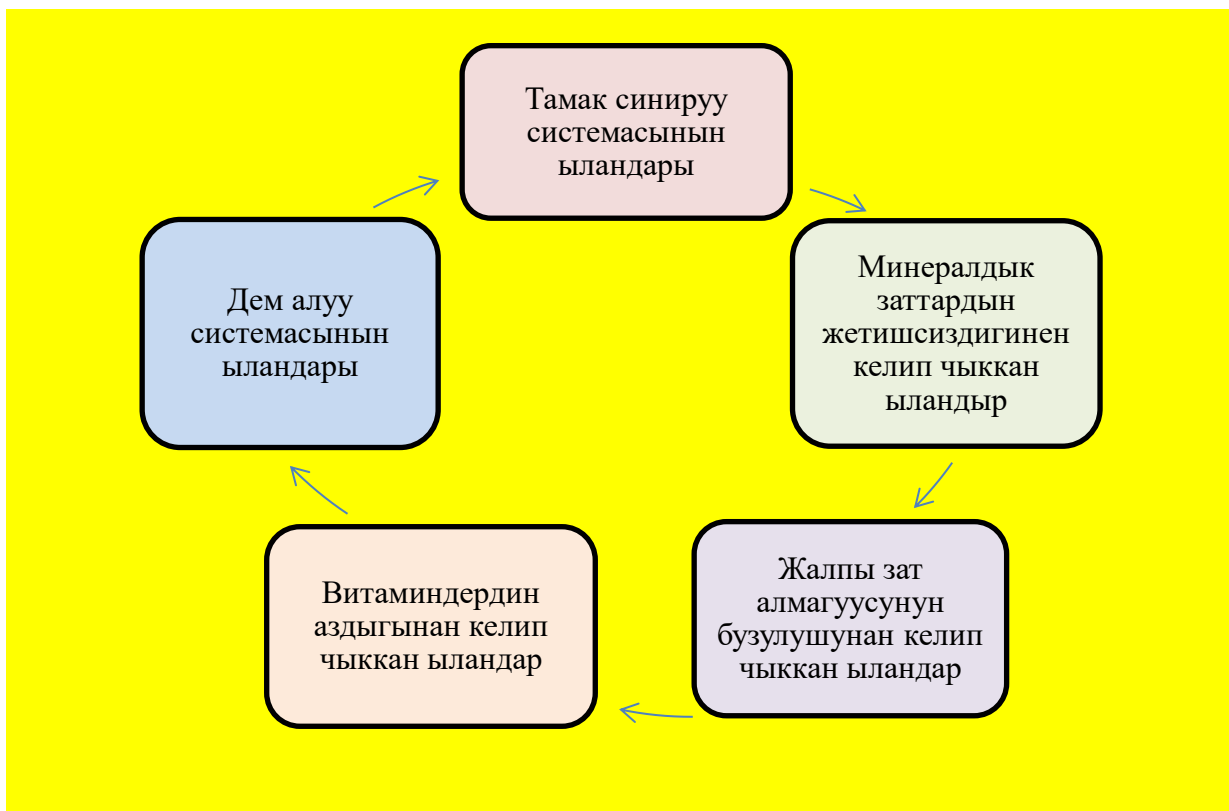 Тамак синируу
системасынын
ыландары
Минералдык
заттардын
жетишсиздигинен
келип чыккан
ыландыр
Жалпы зат
алмагуусунун
бузулушунан келип
чыккан ыландар
Витаминдердин
аздыгынан келип
чыккан ыландар
Дем алуу
системасынын
ыландары